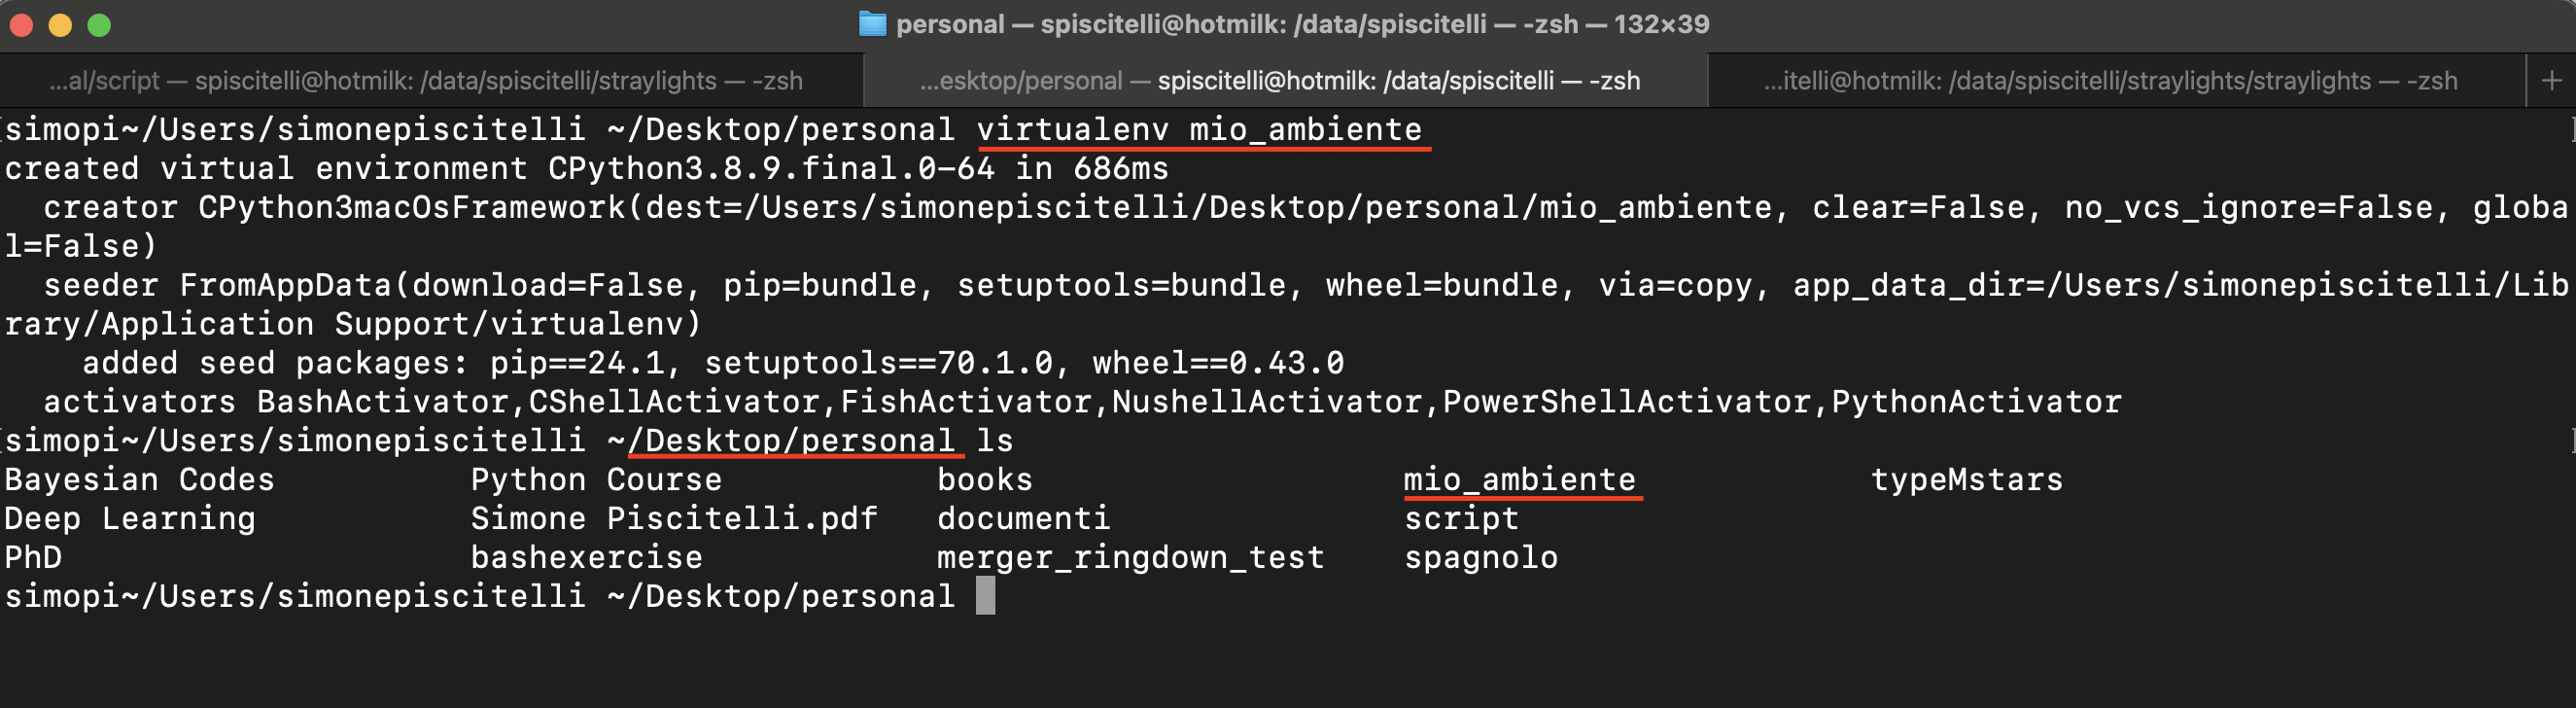 personal — spiscitelli@hotmilk: /data/spiscitelli — -zsh — 132×39
...al/script — spiscitelli@hotmilk: /data/spiscitelli/straylights — -zsh
...esktop/personal — spiscitelli@hotmilk: /data/spiscitelli — -zsh
...itelli@hotmilk: /data/spiscitelli/straylights/straylights — -zsh
+
simopi~/Users/simonepiscitelli ~/Desktop/personal virtualenv mio_ambiente
created virtual environment CPython3.8.9.final.0-64 in 686ms
  creator CPython3macOsFramework(dest=/Users/simonepiscitelli/Desktop/personal/mio_ambiente, clear=False, no_vcs_ignore=False, globa
l=False)
  seeder FromAppData(download=False, pip=bundle, setuptools=bundle, wheel=bundle, via=copy, app_data_dir=/Users/simonepiscitelli/Lib
rary/Application Support/virtualenv)
    added seed packages: pip==24.1, setuptools==70.1.0, wheel==0.43.0
  activators BashActivator,CShellActivator,FishActivator,NushellActivator,PowerShellActivator,PythonActivator
simopi~/Users/simonepiscitelli ~/Desktop/personal ls
Bayesian Codes          Python Course           books                   mio_ambiente            typeMstars
Deep Learning           Simone Piscitelli.pdf   documenti               script
PhD                     bashexercise            merger_ringdown_test    spagnolo
simopi~/Users/simonepiscitelli ~/Desktop/personal